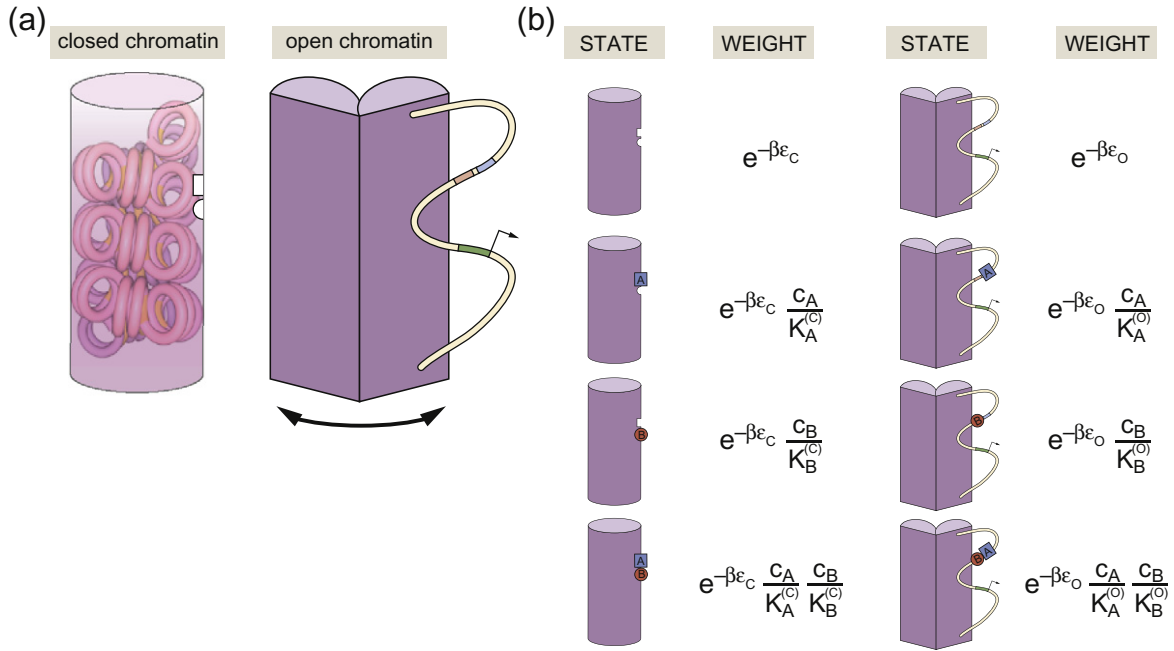 (a)
closed chromatin
open chromatin
(b)
STATE
WEIGHT
STATE
WEIGHT
e^{–βε_C}
e^{–βε_O}
A
e^{–βε_C} c_A / K_A^{(C)}
A
e^{–βε_O} c_A / K_A^{(O)}
B
e^{–βε_C} c_B / K_B^{(C)}
B
e^{–βε_O} c_B / K_B^{(O)}
A
B
e^{–βε_C} c_A / K_A^{(C)} c_B / K_B^{(C)}
B A
e^{–βε_O} c_A / K_A^{(O)} c_B / K_B^{(O)}